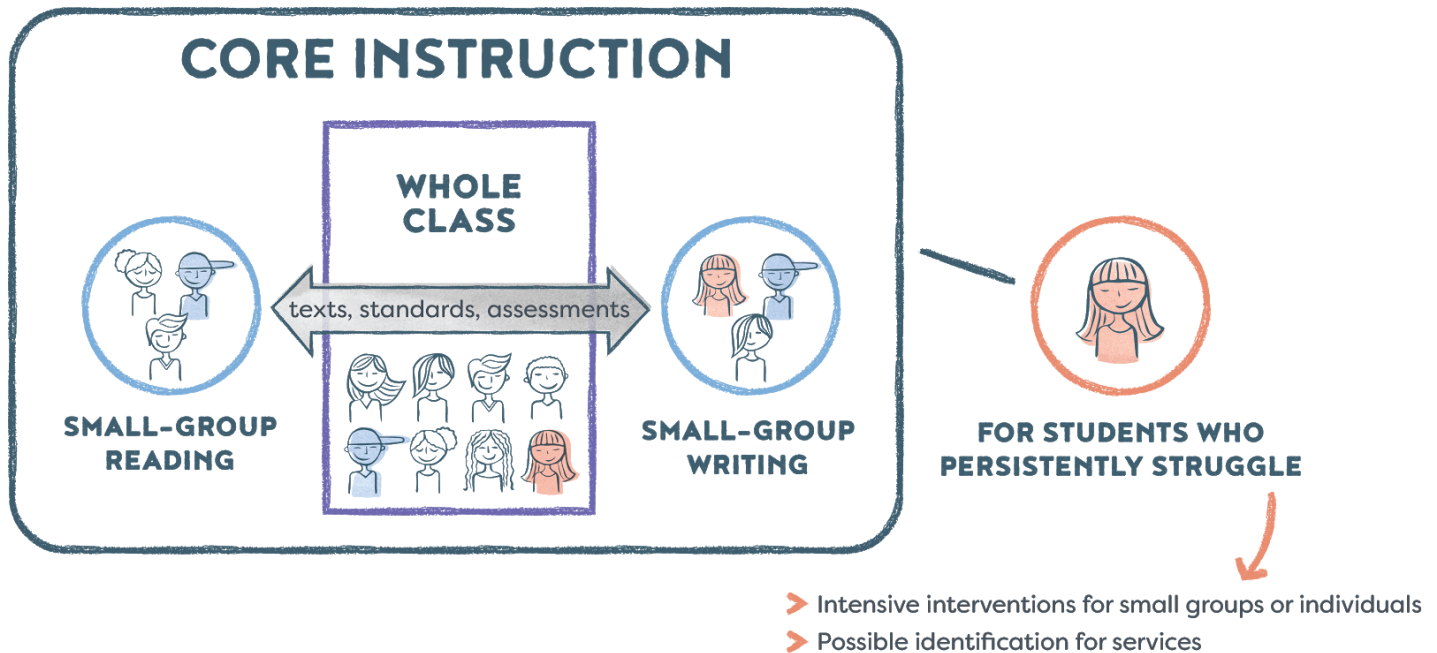 CORE INSTRUCTION
WHOLE
CLASS
texts, standards, assessments
SMALL-GROUP
READING
SMALL-GROUP
WRITING
FOR STUDENTS WHO
PERSISTENTLY STRUGGLE
Intensive interventions for small groups or individuals
Possible identification for services